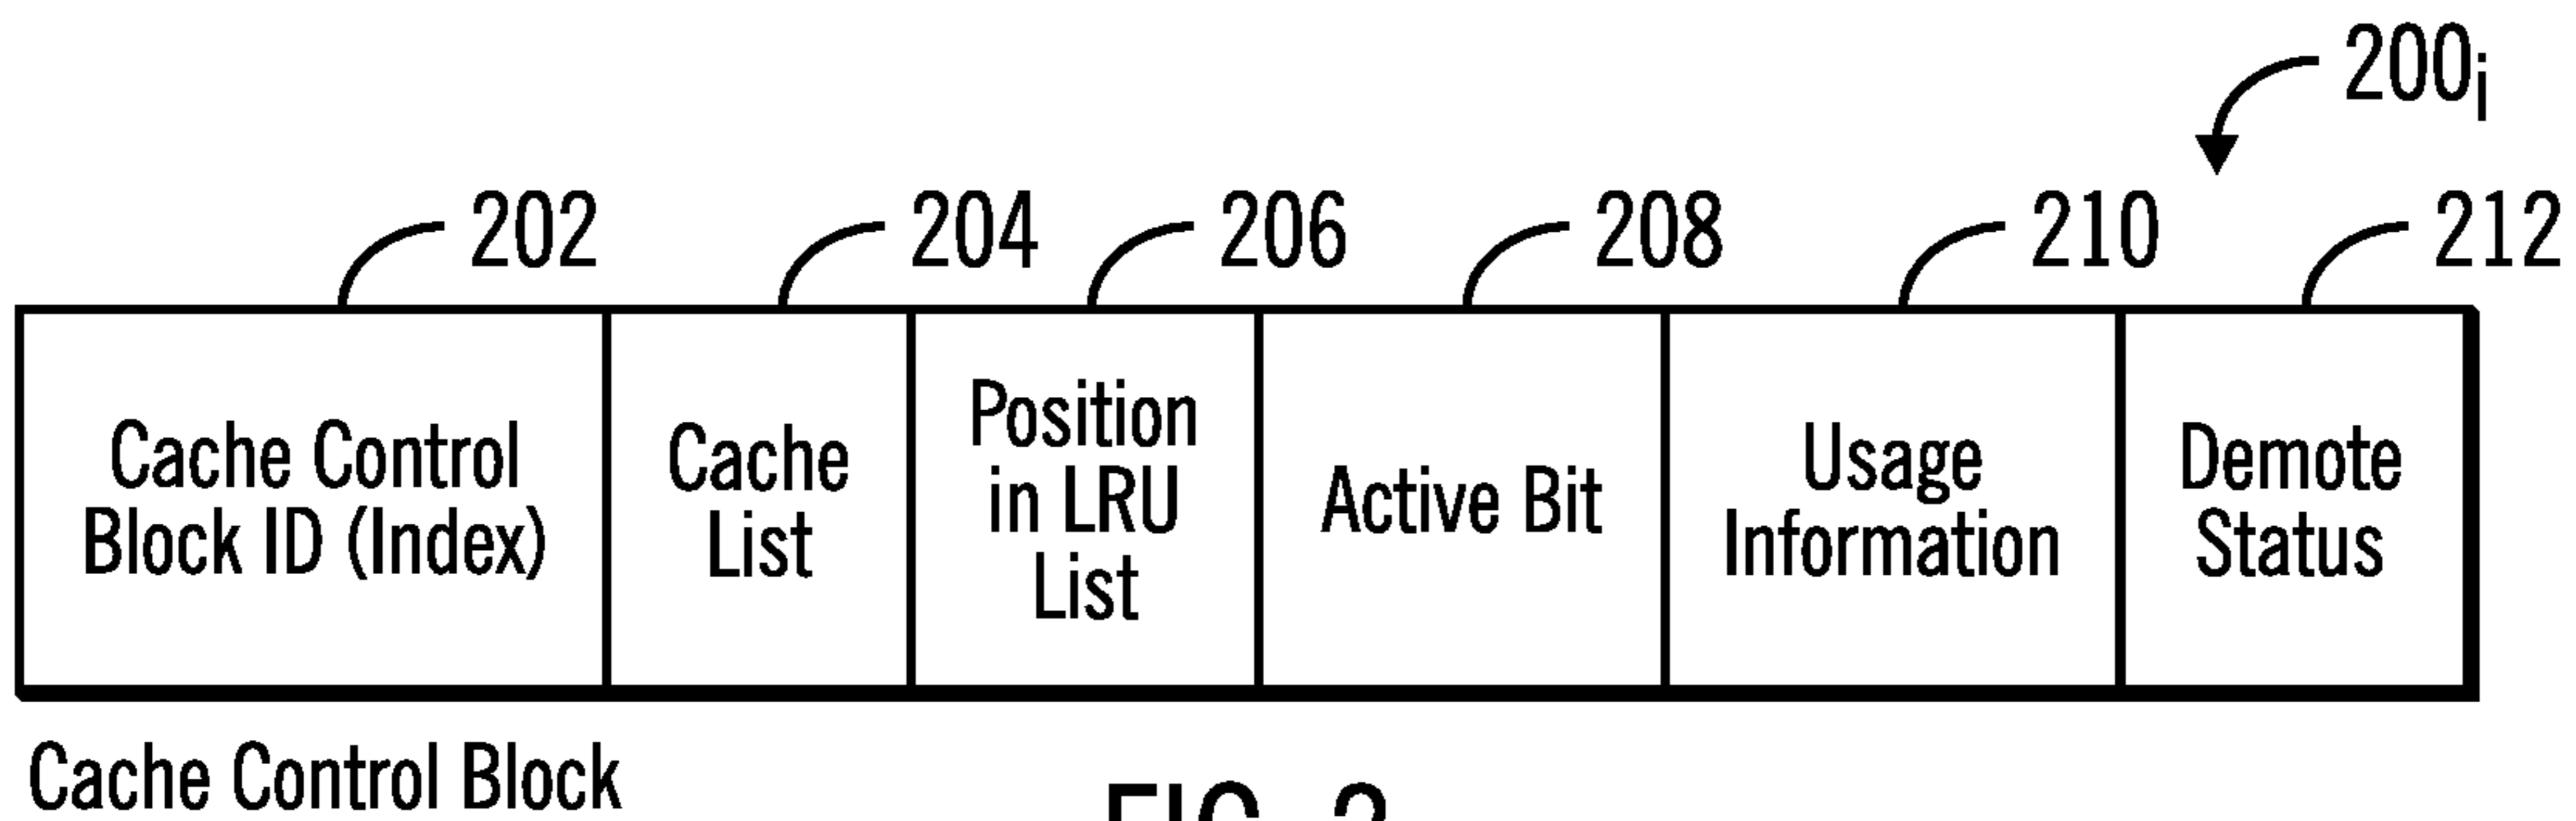 200i
202
204
206
208
210
212
Cache Control
Block ID (Index)
Cache
List
Position
in LRU
List
Active Bit
Usage
Information
Demote
Status
Cache Control Block
FIG.